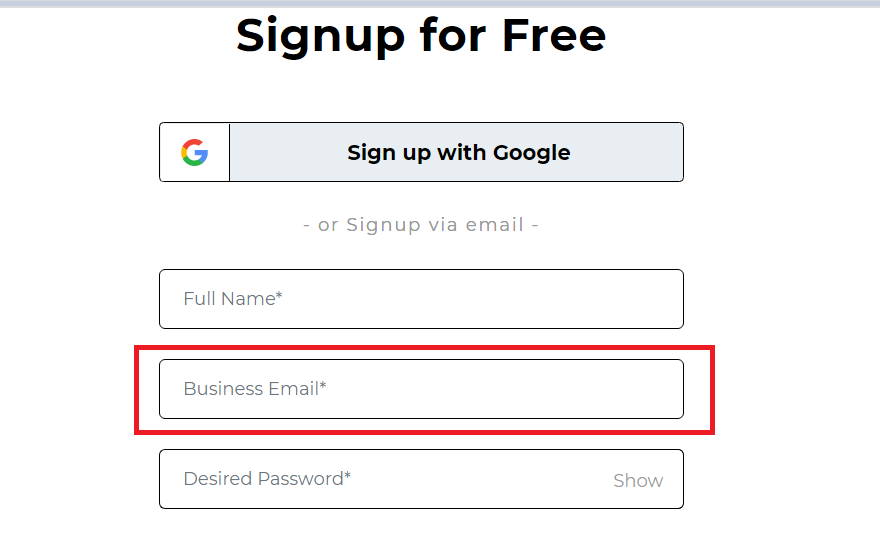 Signup for Free
Sign up with Google
- or Signup via email -
Full Name*
Business Email*
Desired Password*
Show